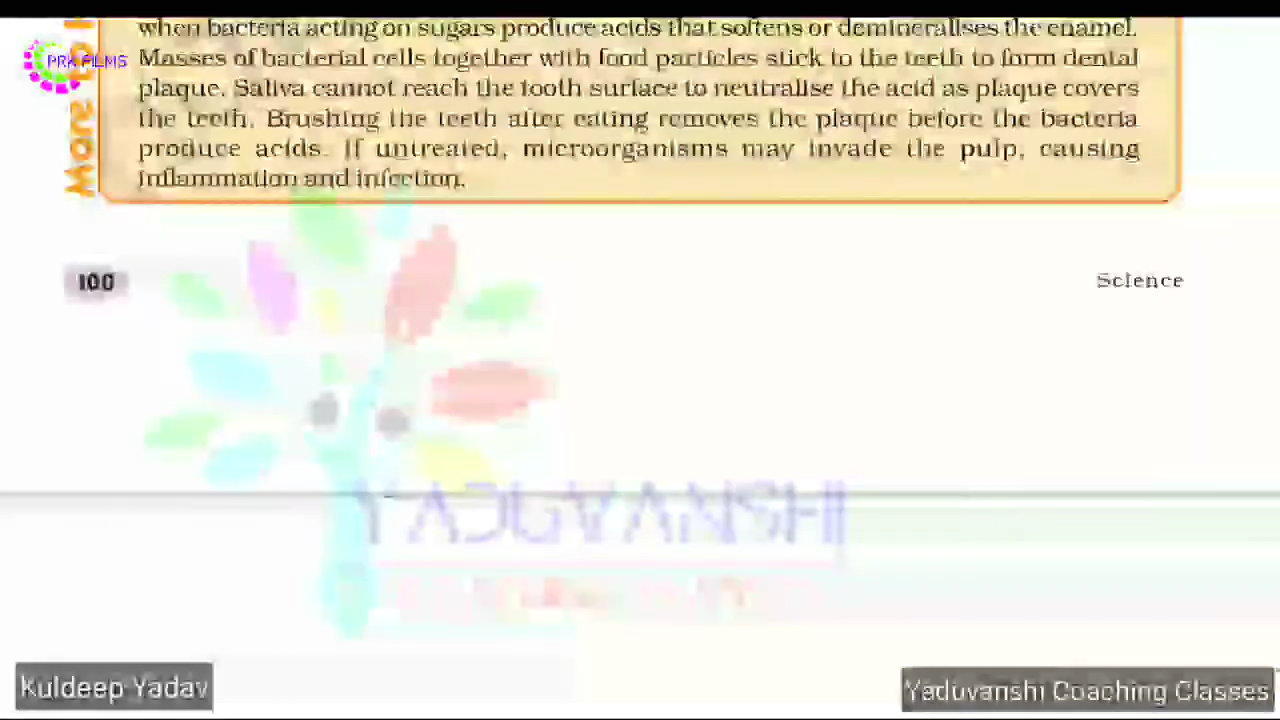 when bacteria acting on sugars produce acids that softens or demineralises the enamel.
PRK FILMS
Masses of bacterial cells together with food particles stick to the teeth to form dental
plaque. Saliva cannot reach the tooth surface to neutralise the acid as plaque covers
the teeth. Brushing the teeth after eating removes the plaque before the bacteria
produce acids. If untreated, microorganisms may invade the pulp, causing
inflammation and infection.
100
Science
YADUVANSHI
Kuldeep Yadav
Yaduvanshi Coaching Classes